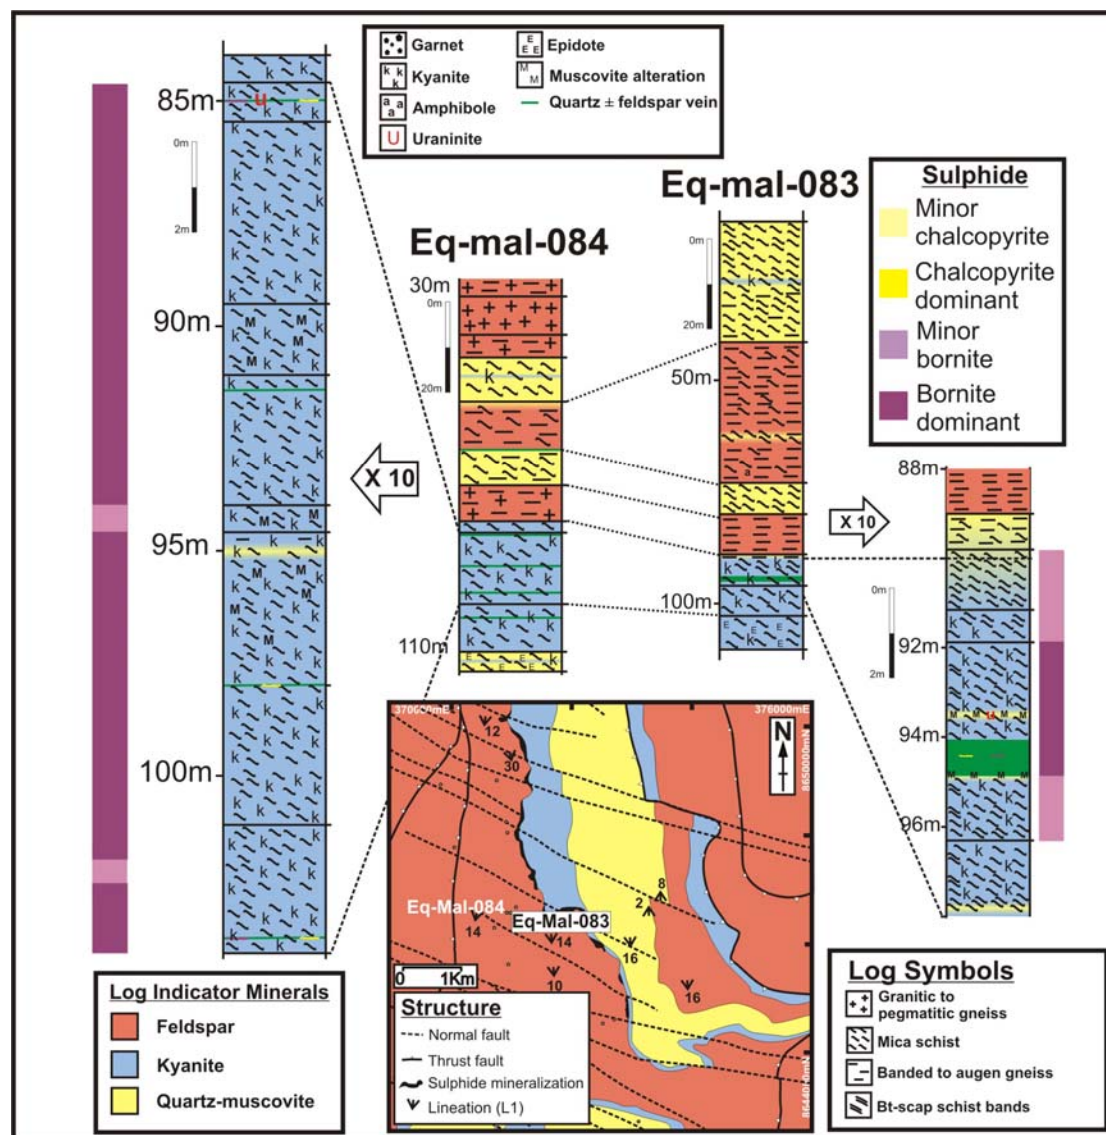 Garnet
Kyanite
Amphibole
U Uraninite
Epidote
Muscovite alteration
Quartz ± feldspar vein
85m
0m
2m
90m
95m
100m
X 10
Eq-mal-084
30m
0m
20m
110m
Eq-mal-083
0m
20m
50m
100m
X 10
Sulphide
Minor
chalcopyrite
Chalcopyrite
dominant
Minor
bornite
Bornite
dominant
88m
0m
2m
92m
94m
96m
370000mE
376000mE
N
8650000mN
12
30
8
2
Eq-Mal-084
Eq-Mal-083
14
14
16
10
16
0 1Km
Structure
Normal fault
Thrust fault
Sulphide mineralization
Lineation (L1)
Log Indicator Minerals
Feldspar
Kyanite
Quartz-muscovite
Log Symbols
Granitic to
pegmatitic gneiss
Mica schist
Banded to augen gneiss
Bt-scap schist bands